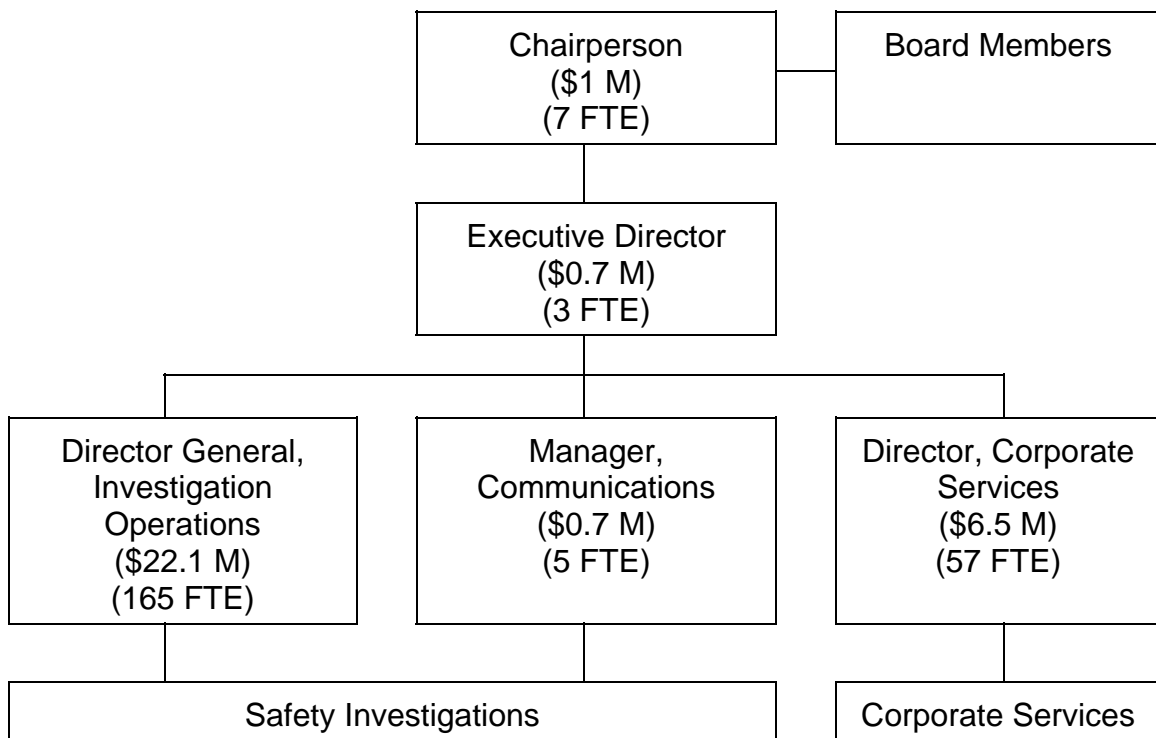 Chairperson
($1 M)
(7 FTE)
Board Members
Executive Director
($0.7 M)
(3 FTE)
Director General,
Investigation
Operations
($22.1 M)
(165 FTE)
Manager,
Communications
($0.7 M)
(5 FTE)
Director, Corporate
Services
($6.5 M)
(57 FTE)
Safety Investigations
Corporate Services